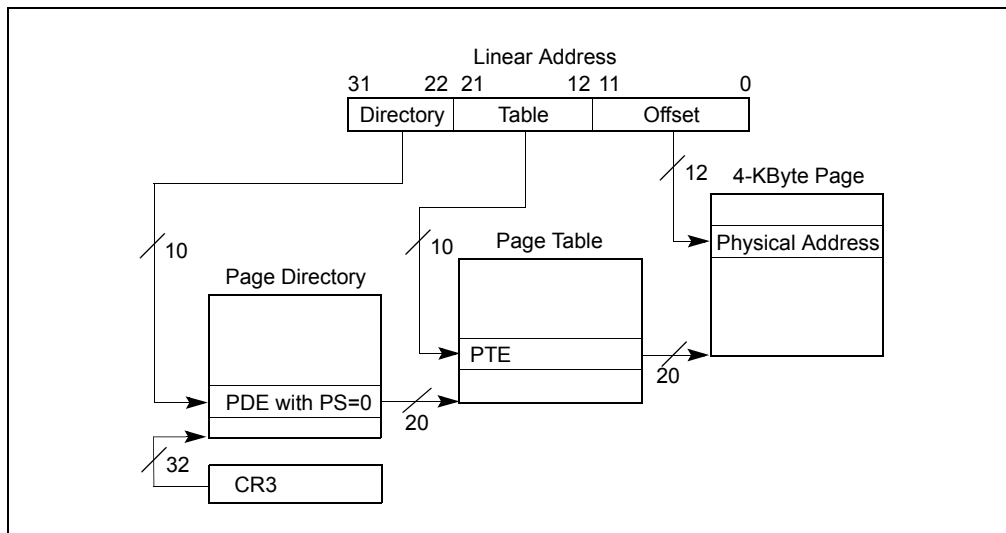 Linear Address
31 22 21 12 11 0
Directory Table Offset
12
4-KByte Page
Physical Address
10
10
Page Table
Page Directory
PTE
20
PDE with PS=0
20
32
CR3